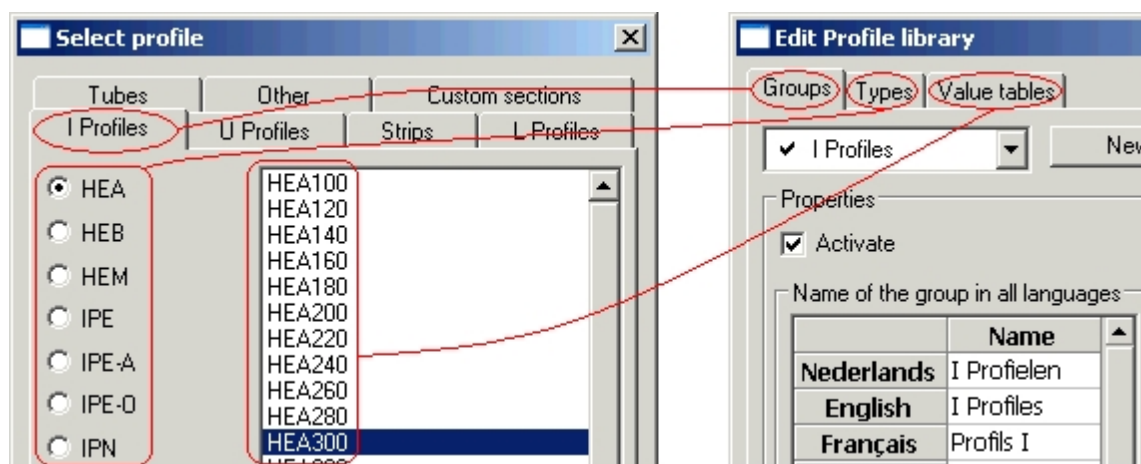 Select profile
Tubes
Other
Custom sections
I Profiles
U Profiles
Strips
L Profiles
HEA
HEB
HEM
IPE
IPE-A
IPE-O
IPN
HEA100
HEA120
HEA140
HEA160
HEA180
HEA200
HEA220
HEA240
HEA260
HEA280
HEA300
Edit Profile library
Groups
Types
Value tables
I Profiles
New
Properties
Activate
Name of the group in all languages
Name
Nederlands I Profielen
English I Profiles
Français Profils I